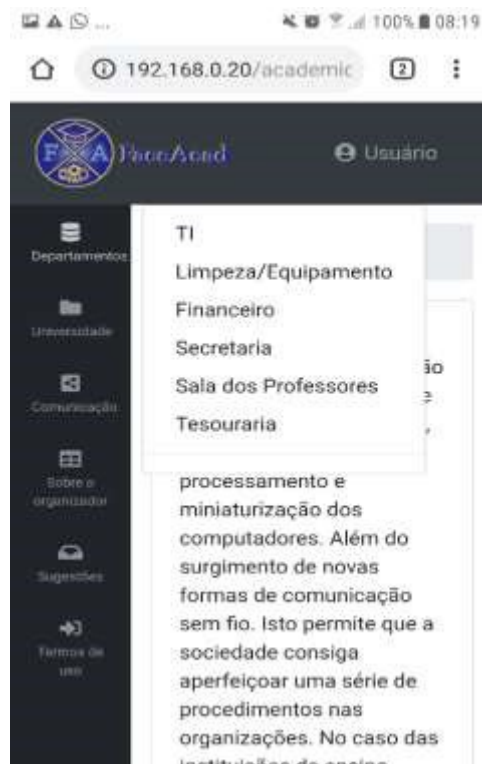 100% 08:19
192.168.0.20/academic
2
FaceAcad
Usuário
Departamentos
Universidade
Comunicação
Sobre o
organizador
Sugestões
Termos de
uso
TI
Limpeza/Equipamento
Financeiro
Secretaria
Sala dos Professores
Tesouraria
ão
e
,
processamento e
miniaturização dos
computadores. Além do
surgimento de novas
formas de comunicação
sem fio. Isto permite que a
sociedade consiga
aperfeiçoar uma série de
procedimentos nas
organizações. No caso das
instituições de ensino